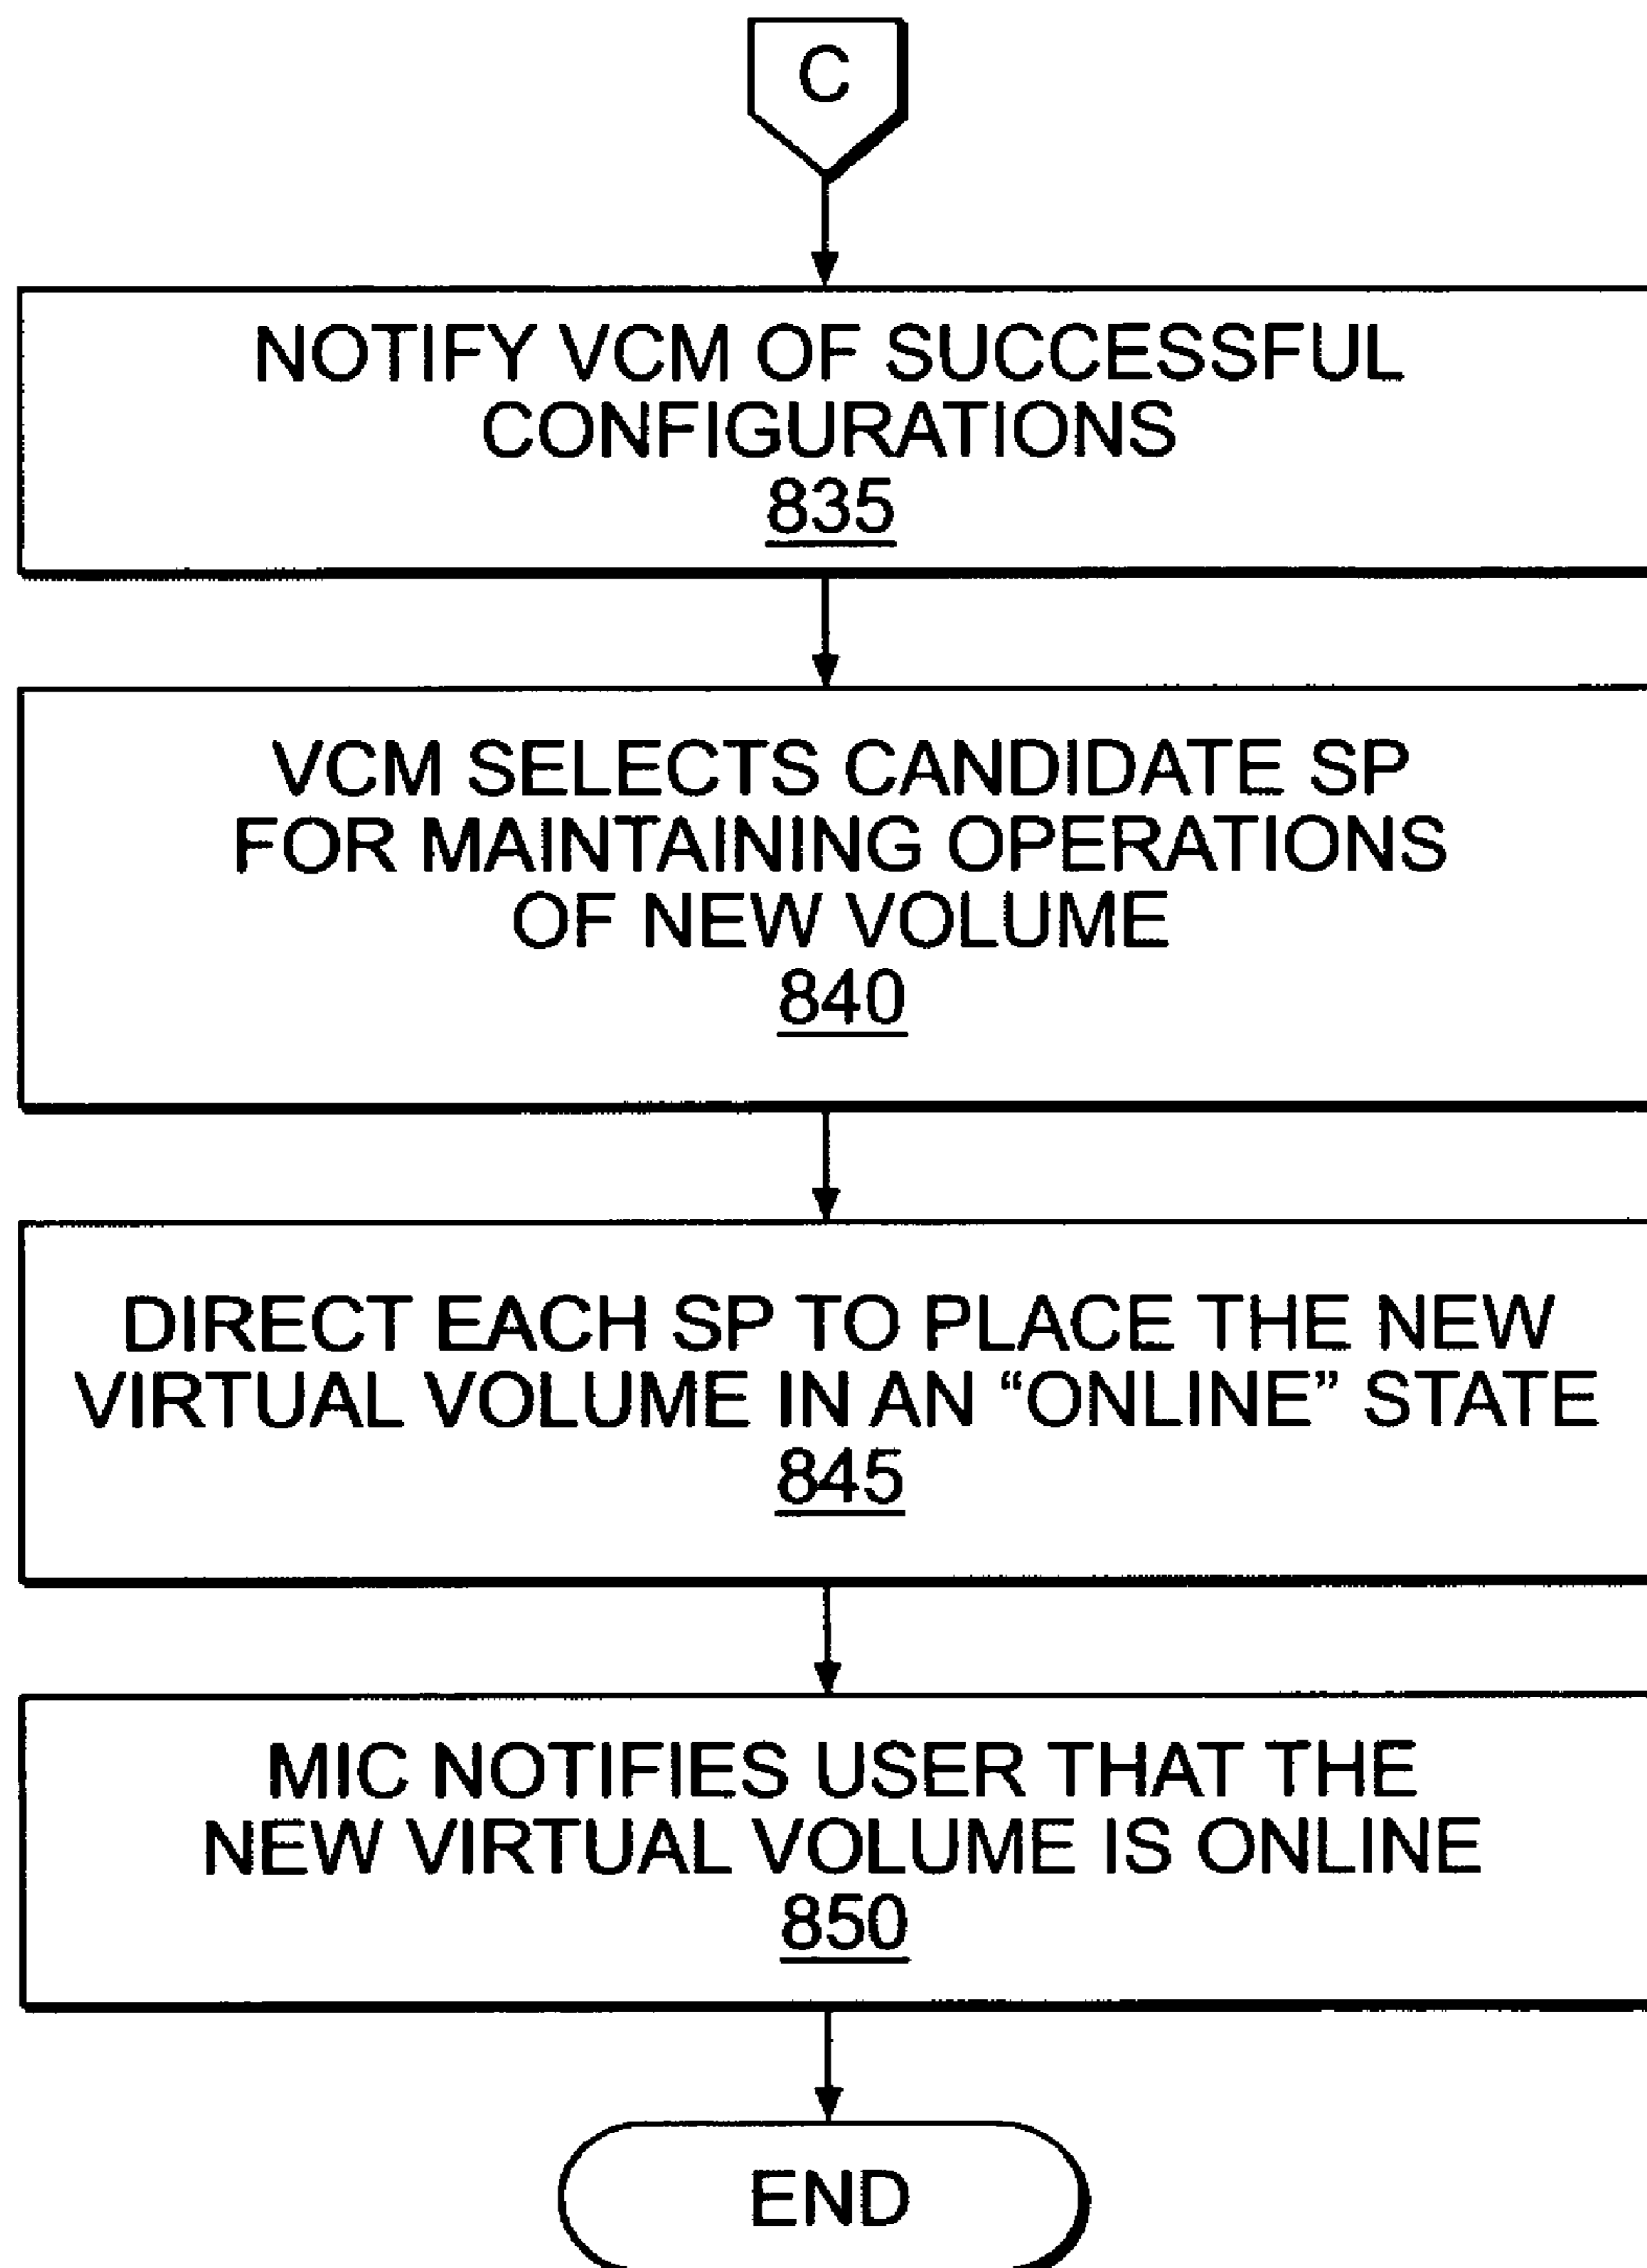 C
NOTIFY VCM OF SUCCESSFUL
CONFIGURATIONS
835
VCM SELECTS CANDIDATE SP
FOR MAINTAINING OPERATIONS
OF NEW VOLUME
840
DIRECT EACH SP TO PLACE THE NEW
VIRTUAL VOLUME IN AN “ONLINE” STATE
845
MIC NOTIFIES USER THAT THE
NEW VIRTUAL VOLUME IS ONLINE
850
END